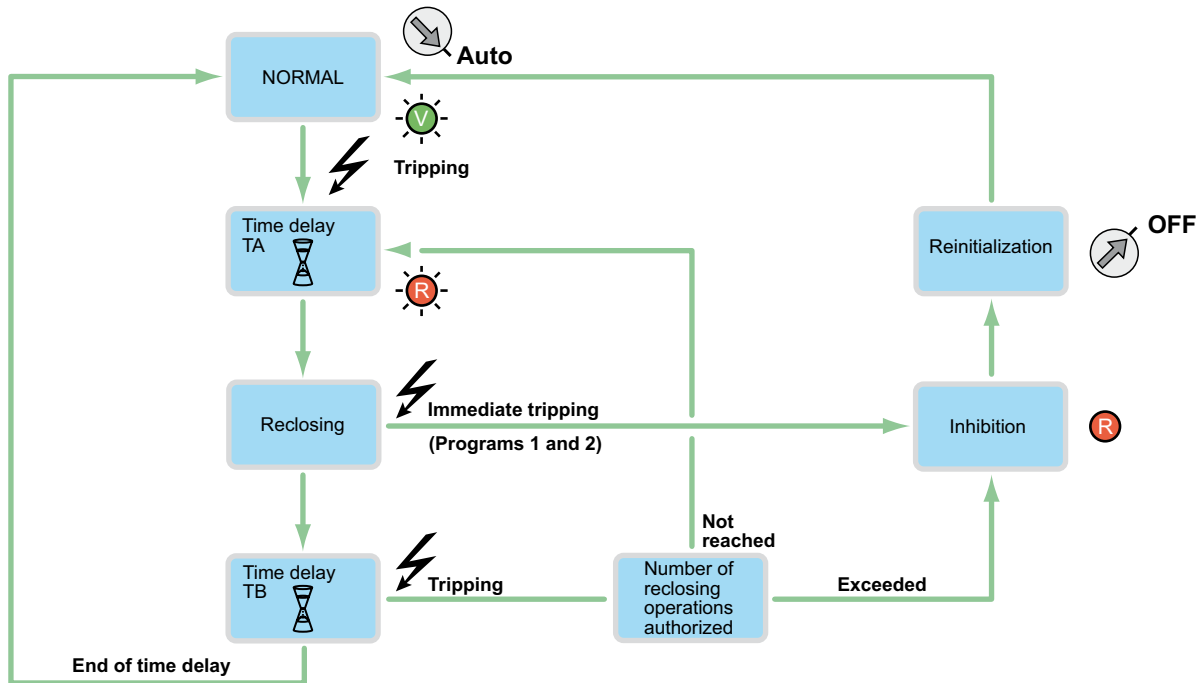 Auto
NORMAL
V
Tripping
Time delay
TA
R
OFF
Reinitialization
Reclosing
Immediate tripping
(Programs 1 and 2)
Inhibition
R
Not
reached
Time delay
TB
Tripping
Number of
reclosing
operations
authorized
Exceeded
End of time delay